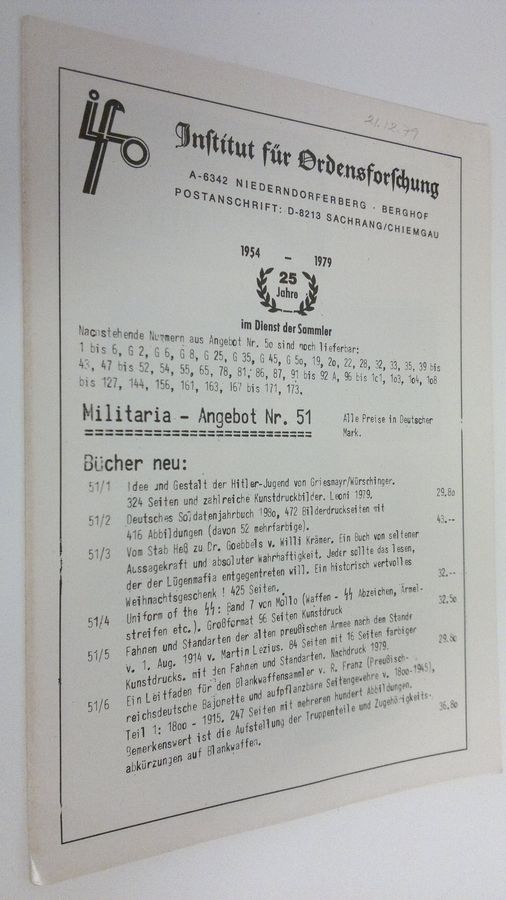 21.12.79
ifo
Institut für Ordensforschung
A-6342 NIEDERNDORFERBERG · BERGHOF
POSTANSCHRIFT: D-8213 SACHRANG/CHIEMGAU
1954 – 1979
25
Jahre
im Dienst der Sammler
Nachstehende Nummern aus Angebot Nr. 5o sind noch lieferbar:
1 bis 6, G 2, G 6, G 8, G 25, G 35, G 45, G 5o, 19, 2o, 22, 28, 32, 33, 35, 39 bis
43, 47 bis 52, 54, 55, 65, 78, 81, 86, 87, 91 bis 92 A, 96 bis 1o1, 1o3, 1o4, 1o8
bis 127, 144, 156, 161, 163, 167 bis 171, 173.
Militaria – Angebot Nr. 51 Alle Preise in Deutscher
Mark.
Bücher neu:
51/1 Idee und Gestalt der Hitler-Jugend von Griesmayr/Würschinger.
324 Seiten und zahlreiche Kunstdruckbilder. Leoni 1979. 29.8o
51/2 Deutsches Soldatenjahrbuch 198o, 472 Bilderdruckseiten mit
416 Abbildungen (davon 52 mehrfarbige). 43.--
51/3 Vom Stab Heß zu Dr. Goebbels v. Willi Krämer. Ein Buch von seltener
Aussagekraft und absoluter Wahrhaftigkeit. Jeder sollte das lesen,
der der Lügenmafia entgegentreten will. Ein historisch wertvolles
Weihnachtsgeschenk ! 425 Seiten. 32.--
51/4 Uniform of the SS: Band 7 von Mollo (Waffen - SS Abzeichen, Ärmel-
streifen etc.). Großformat 96 Seiten Kunstdruck 32.5o
51/5 Fahnen und Standarten der alten preußischen Armee nach dem Stande
v. 1. Aug. 1914 v. Martin Lezius. 84 Seiten mit 16 Seiten farbiger
Kunstdrucks. mit den Fahnen und Standarten. Nachdruck 1979. 29.8o
51/6 Ein Leitfaden für den Blankwaffensammler v. R. Franz (Preußisch-
reichsdeutsche Bajonette und aufpflanzbare Seitengewehre v. 18oo-1945),
Teil 1: 18oo - 1915. 247 Seiten mit mehreren hundert Abbildungen.
Bemerkenswert ist die Aufstellung der Truppenteile und Zugehörigkeits-
abkürzungen auf Blankwaffen. 36.8o